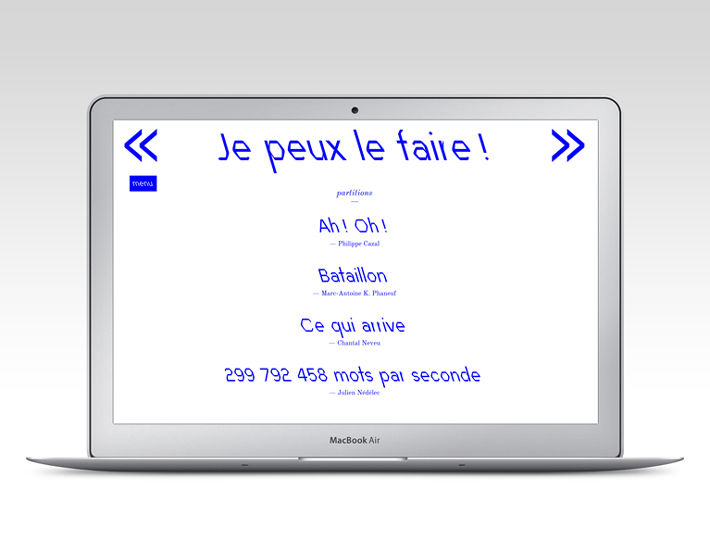 « Je peux le faire ! »
menu
partitions
—
Ah ! Oh !
— Philippe Cazal
Bataillon
— Marc-Antoine K. Phaneuf
Ce qui arrive
— Chantal Neveu
299 792 458 mots par seconde
— Julien Nédélec
MacBook Air